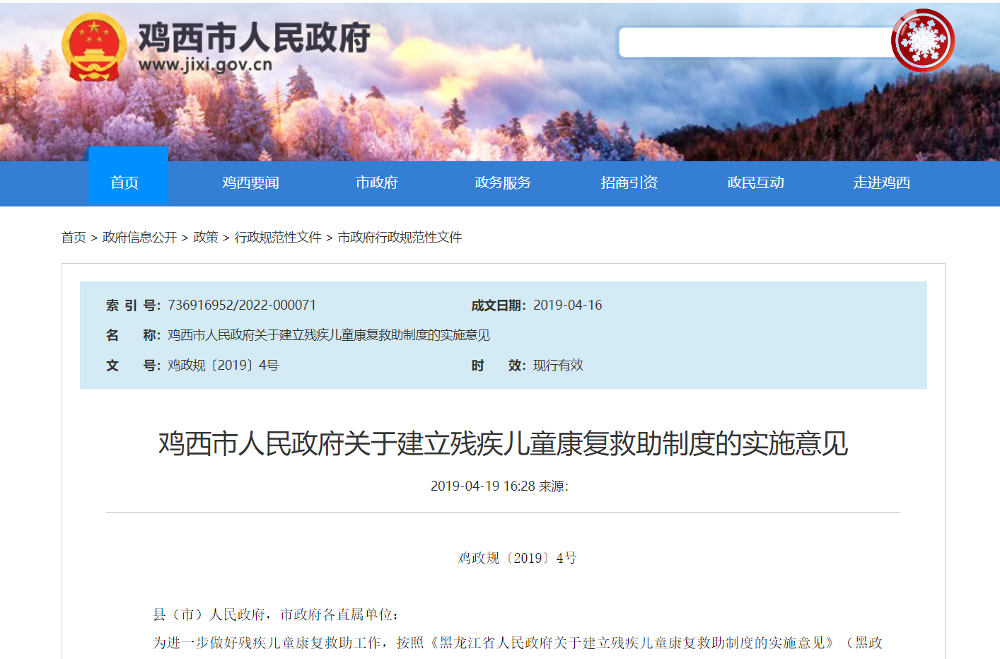 鸡西市人民政府
www.jixi.gov.cn
首页 鸡西要闻 市政府 政务服务 招商引资 政民互动 走进鸡西
首页 > 政府信息公开 > 政策 > 行政规范性文件 > 市政府行政规范性文件
索引号：736916952/2022-000071 成文日期：2019-04-16
名称：鸡西市人民政府关于建立残疾儿童康复救助制度的实施意见
文号：鸡政规〔2019〕4号 时效：现行有效
鸡西市人民政府关于建立残疾儿童康复救助制度的实施意见
2019-04-19 16:28 来源：
鸡政规〔2019〕4号
县（市）人民政府，市政府各直属单位：
为进一步做好残疾儿童康复救助工作，按照《黑龙江省人民政府关于建立残疾儿童康复救助制度的实施意见》（黑政